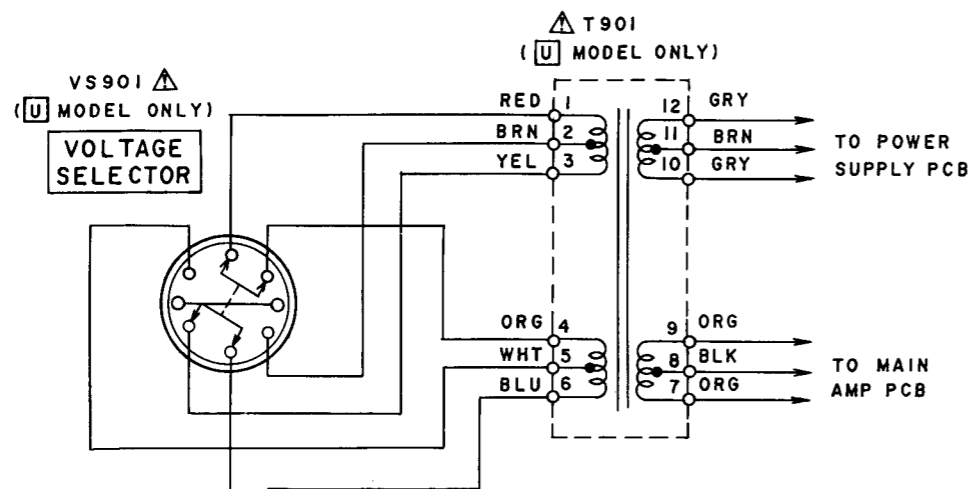 VS901 ⚠
(U MODEL ONLY)
VOLTAGE
SELECTOR
⚠ T901
(U MODEL ONLY)
RED 1
BRN 2
YEL 3
ORG 4
WHT 5
BLU 6
12 GRY
11 BRN
10 GRY
TO POWER
SUPPLY PCB
9 ORG
8 BLK
7 ORG
TO MAIN
AMP PCB